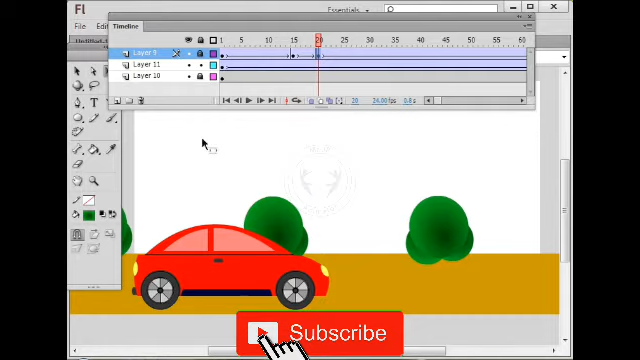 Fl
Essentials
File
Edit
Timeline
1 5 10 15 20 25 30 35 40 45 50 55 60
Layer 9
Layer 11
Layer 10
20 24.00 fps 0.8 s
Subscribe